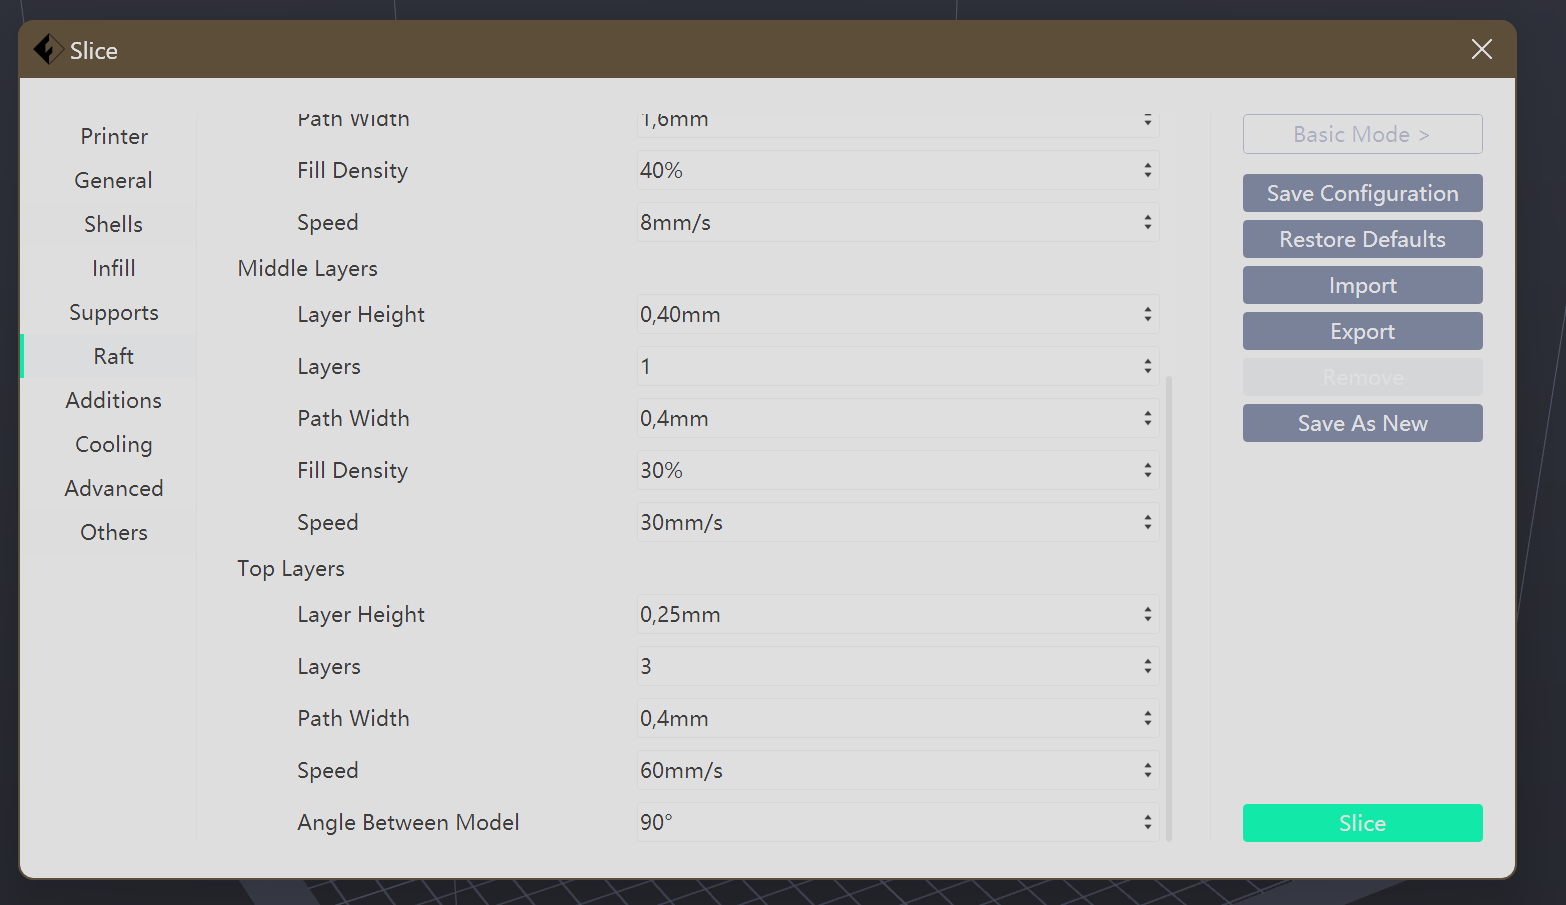 Slice
Printer
General
Shells
Infill
Supports
Raft
Additions
Cooling
Advanced
Others
Path Width 1,6mm
Fill Density 40%
Speed 8mm/s
Middle Layers
Layer Height 0,40mm
Layers 1
Path Width 0,4mm
Fill Density 30%
Speed 30mm/s
Top Layers
Layer Height 0,25mm
Layers 3
Path Width 0,4mm
Speed 60mm/s
Angle Between Model 90°
Basic Mode >
Save Configuration
Restore Defaults
Import
Export
Remove
Save As New
Slice